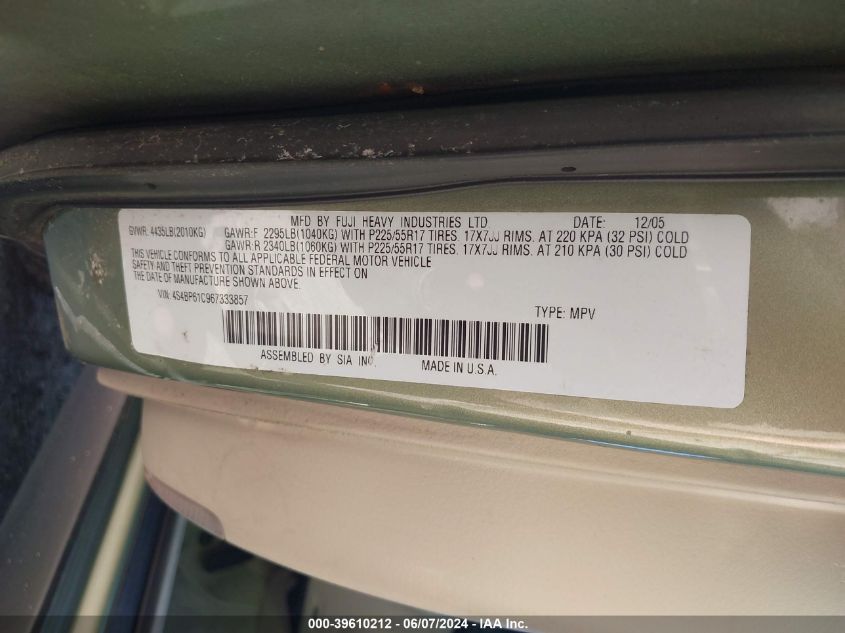 MFD BY FUJI HEAVY INDUSTRIES LTD DATE: 12/05
GVWR. 4435LB(2010KG) GAWR:F 2295LB(1040KG) WITH P225/55R17 TIRES. 17X7JJ RIMS. AT 220 KPA (32 PSI) COLD
GAWR:R 2340LB(1060KG) WITH P225/55R17 TIRES. 17X7JJ RIMS. AT 210 KPA (30 PSI) COLD
THIS VEHICLE CONFORMS TO ALL APPLICABLE FEDERAL MOTOR VEHICLE
SAFETY AND THEFT PREVENTION STANDARDS IN EFFECT ON
THE DATE OF MANUFACTURE SHOWN ABOVE.
VIN: 4S4BP61C967333857 TYPE: MPV
ASSEMBLED BY SIA INC. MADE IN U.S.A.
000-39610212 - 06/07/2024 - IAA Inc.